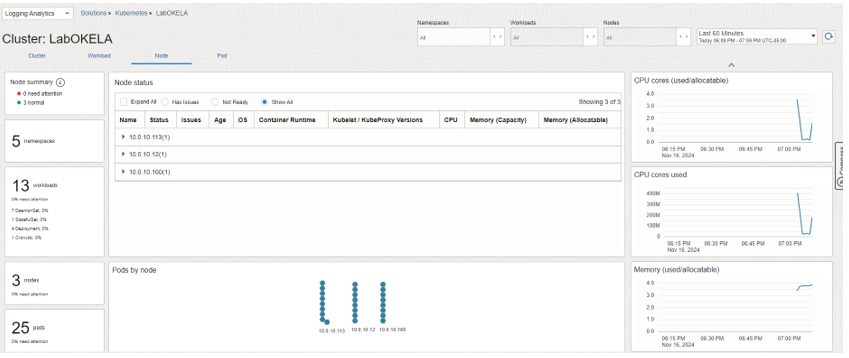 Logging Analytics
Solutions » Kubernetes » LabOKELA
Cluster: LabOKELA
Namespaces
All
Workloads
All
Nodes
All
Last 60 Minutes
Today 06:09 PM - 07:09 PM UTC-05:00
Cluster
Workload
Node
Pod
Node summary
0 need attention
3 normal
5 namespaces
13 workloads
0% need attention
7 DaemonSet, 0%
1 StatefulSet, 0%
4 Deployment, 0%
1 CronJob, 0%
3 nodes
0% need attention
25 pods
0% need attention
Node status
Expand All
Has Issues
Not Ready
Show All
Showing 3 of 3
Name Status Issues Age OS Container Runtime Kubelet / KubeProxy Versions CPU Memory (Capacity) Memory (Allocatable)
10.0.10.113(1)
10.0.10.12(1)
10.0.10.160(1)
Pods by node
10.0.10.113 10.0.10.12 10.0.10.160
CPU cores (used/allocatable)
4.0
3.0
2.0
1.0
0.0
06:15 PM 06:30 PM 06:45 PM 07:00 PM
Nov 16, 2024
CPU cores used
400M
300M
200M
100M
0
06:15 PM 06:30 PM 06:45 PM 07:00 PM
Nov 16, 2024
Memory (used/allocatable)
4.0
3.0
2.0
1.0
0.0
06:15 PM 06:30 PM 06:45 PM 07:00 PM
Nov 16, 2024
Compass